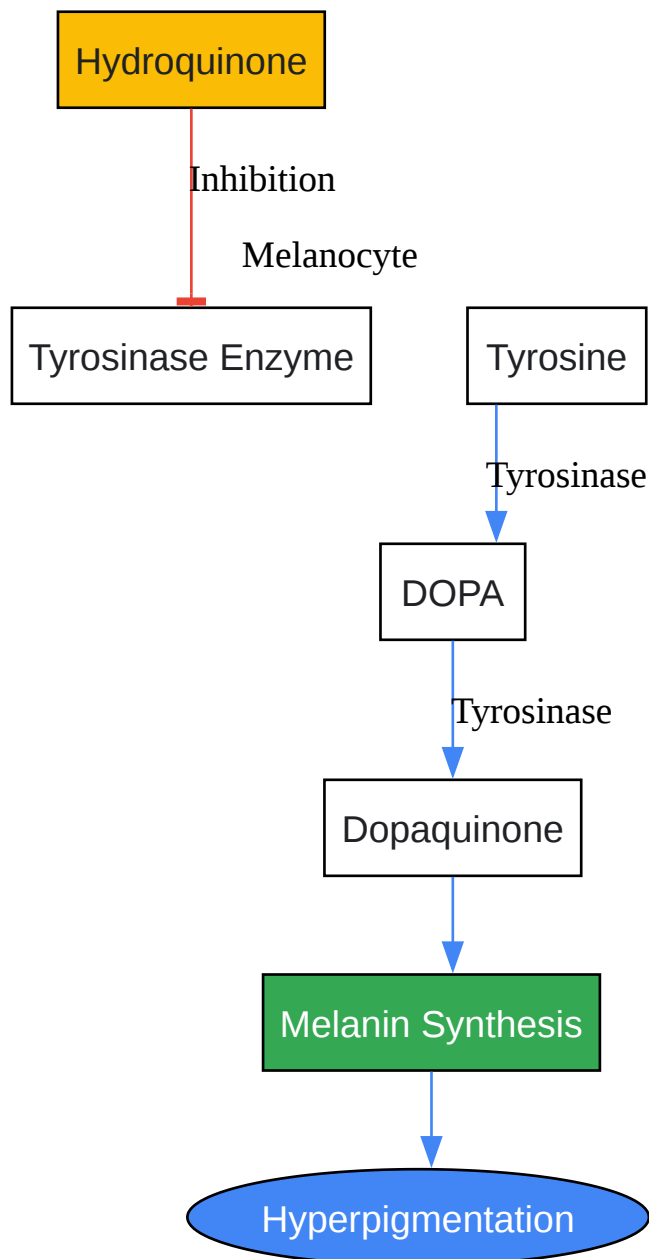 Hydroquinone
Inhibition
Melanocyte
Tyrosinase Enzyme
Tyrosine
Tyrosinase
DOPA
Tyrosinase
Dopaquinone
Melanin Synthesis
Hyperpigmentation